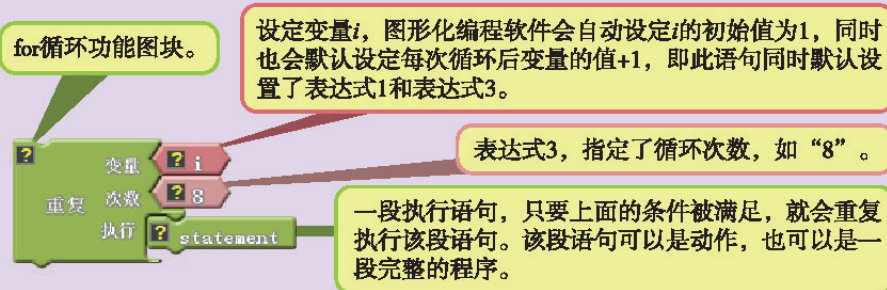 for循环功能图块。
设定变量i，图形化编程软件会自动设定i的初始值为1，同时
也会默认设定每次循环后变量的值+1，即此语句同时默认设
置了表达式1和表达式3。
? 变量 ? i
表达式3，指定了循环次数，如“8”。
重复 次数 ? 8
执行 ? statement
一段执行语句，只要上面的条件被满足，就会重复
执行该段语句。该段语句可以是动作，也可以是一
段完整的程序。